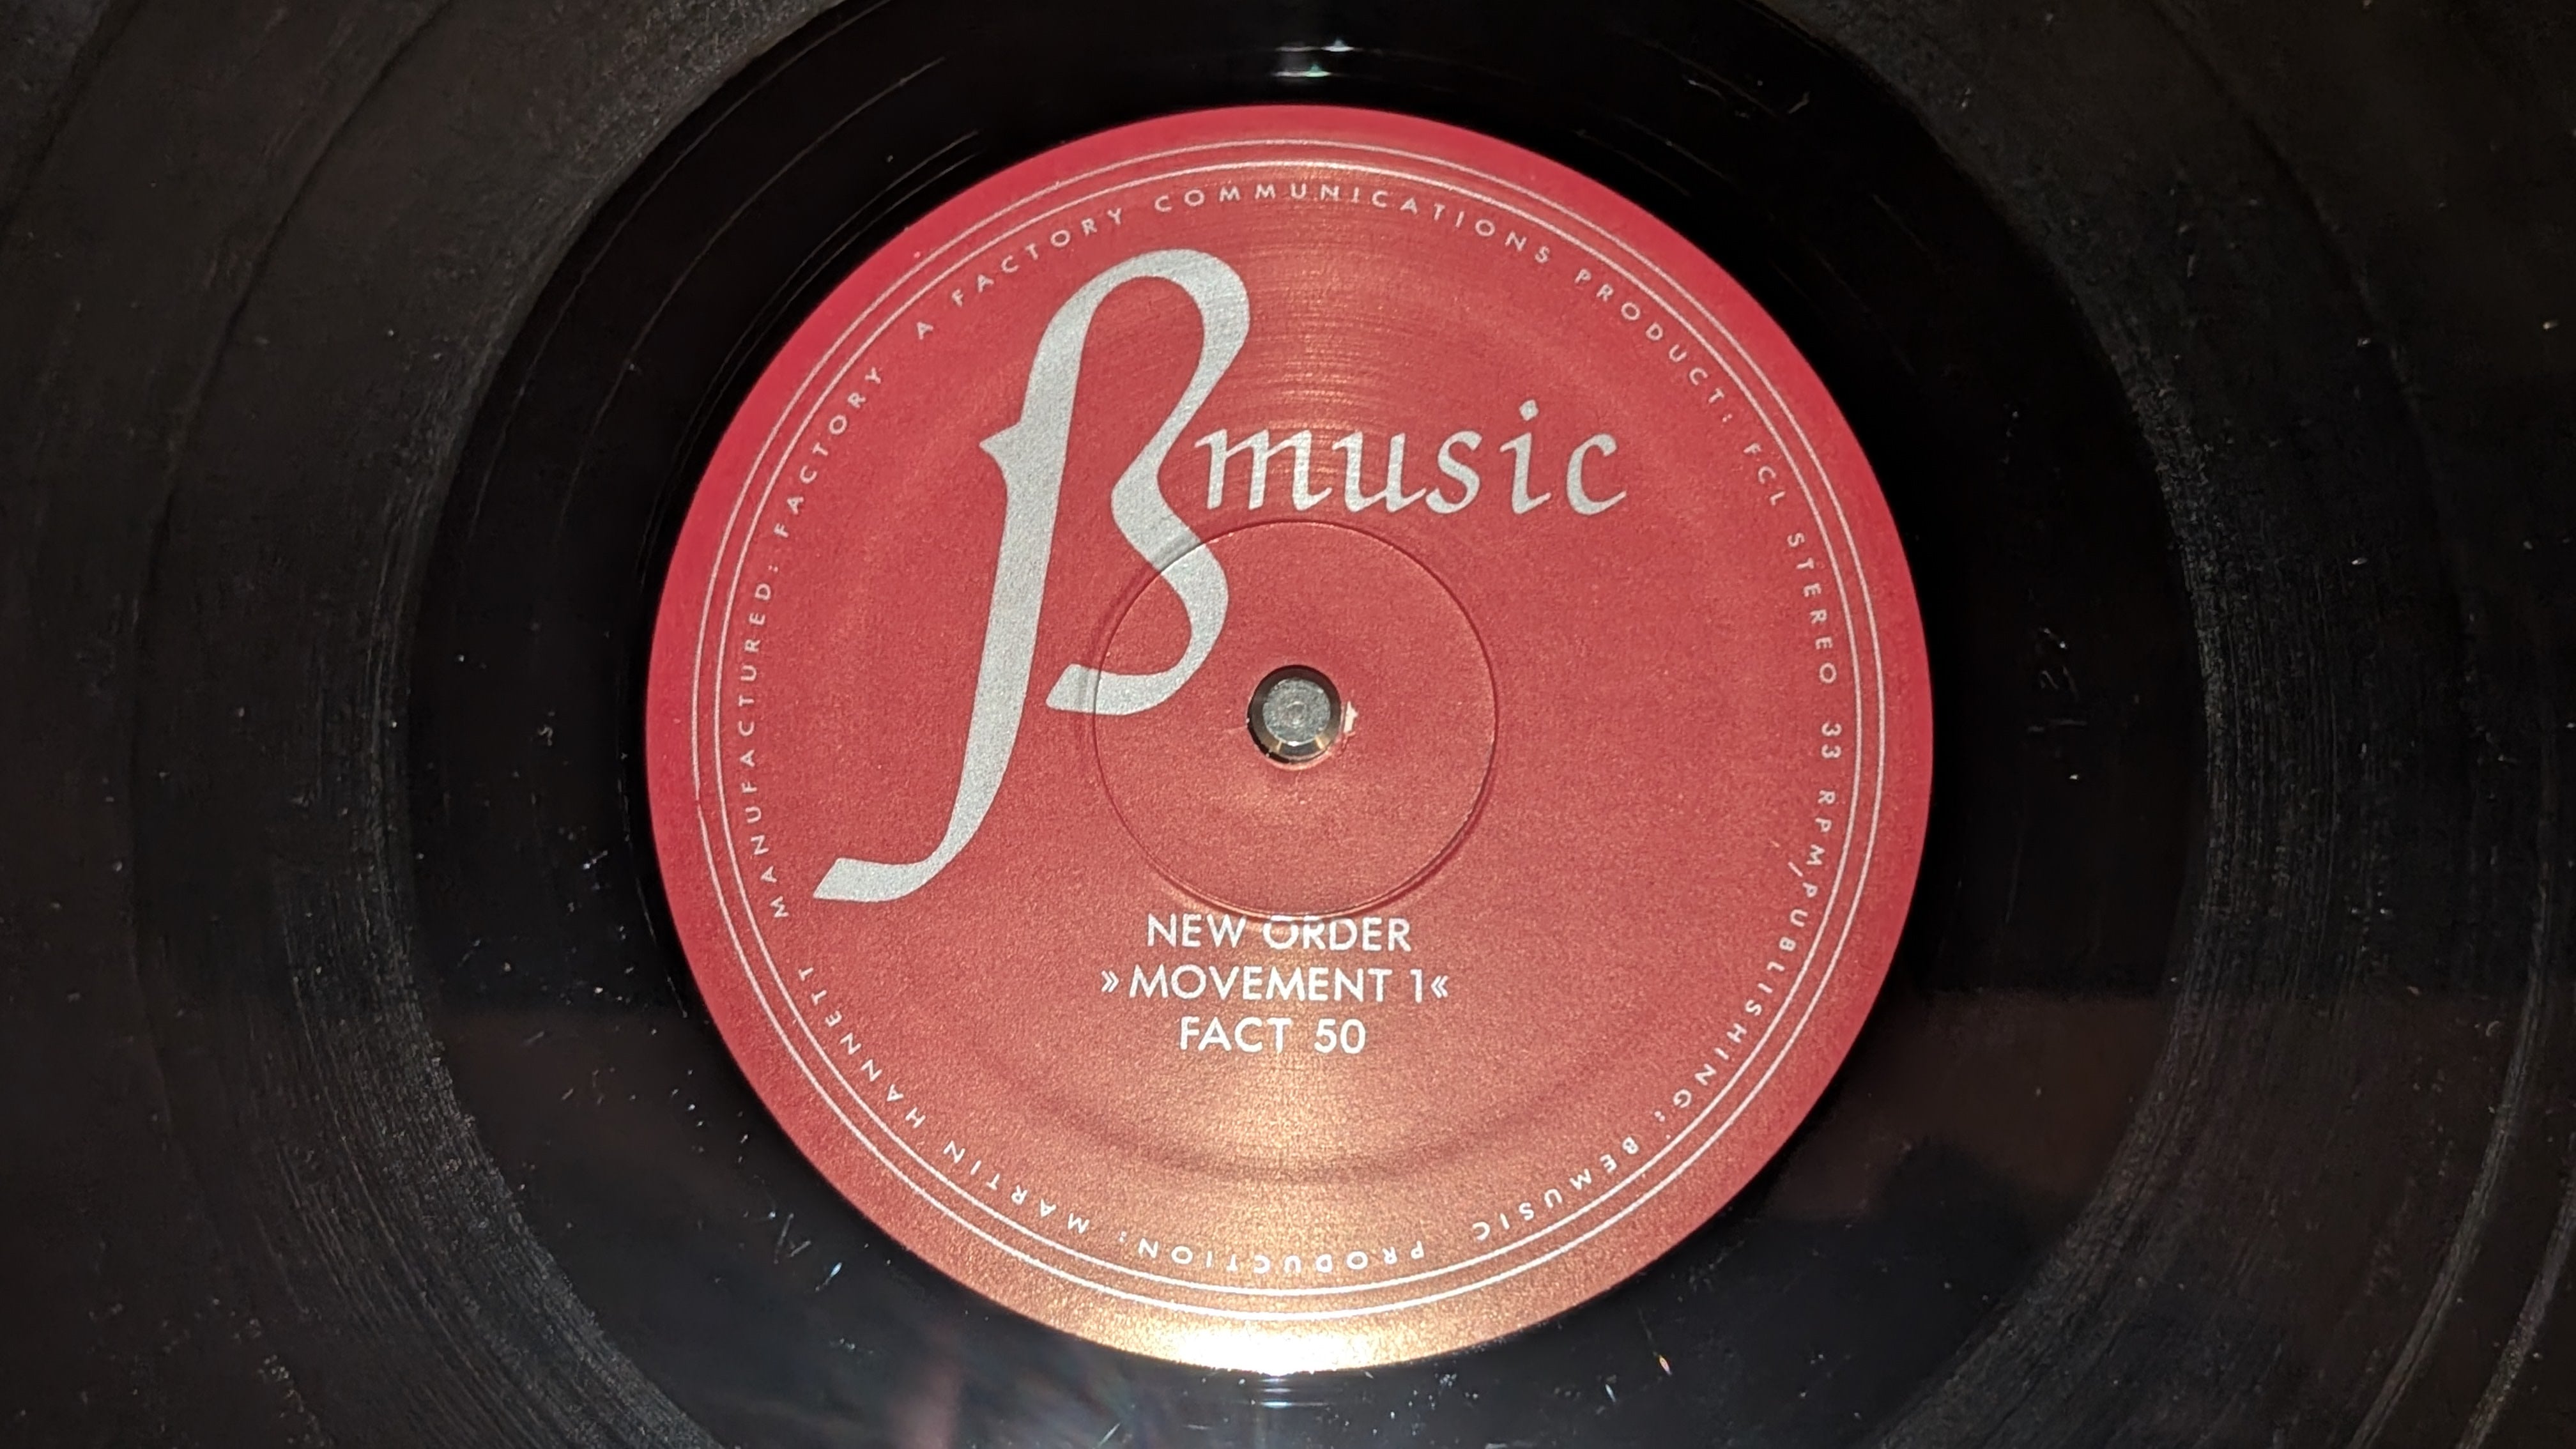 ßmusic
NEW ORDER
»MOVEMENT 1«
FACT 50
A FACTORY COMMUNICATIONS PRODUCT: FCL STEREO 33 RPM/PUBLISHING: BEMUSIC PRODUCTION: MARTIN HANNETT MANUFACTURED: FACTORY